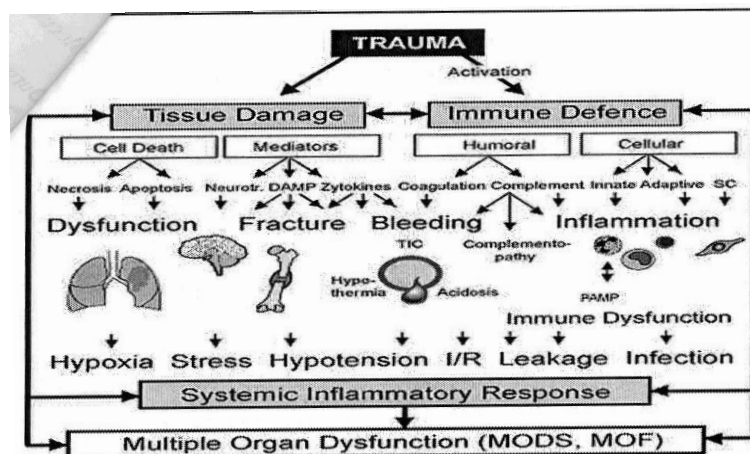 TRAUMA
Activation
Tissue Damage Immune Defence
Cell Death Mediators Humoral Cellular
Necrosis Apoptosis Neurotr. DAMP Zytokines Coagulation Complement Innate Adaptive SC
Dysfunction Fracture Bleeding Inflammation
TIC Complemento-
pathy
Hypo-
thermia Acidosis
PAMP
Immune Dysfunction
Hypoxia Stress Hypotension I/R Leakage Infection
Systemic Inflammatory Response
Multiple Organ Dysfunction (MODS, MOF)